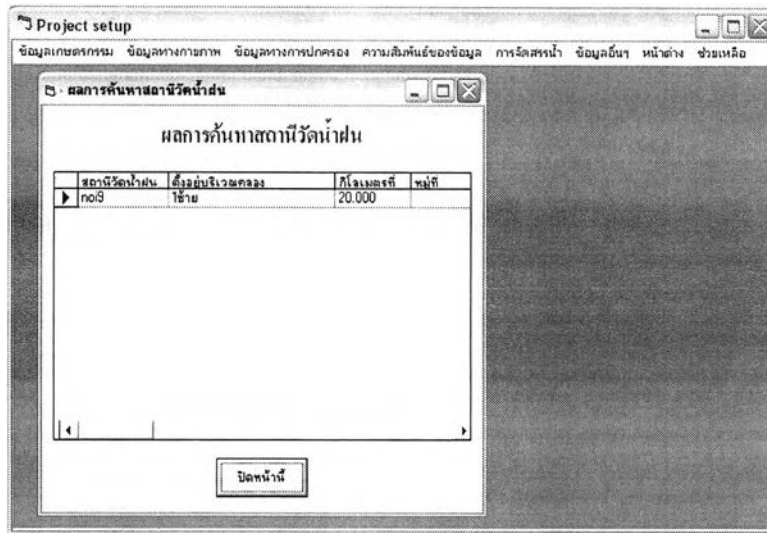 Project setup
ข้อมูลเกษตรกรรม ข้อมูลทางกายภาพ ข้อมูลทางการปกครอง ความสัมพันธ์ของข้อมูล การจัดสรรน้ำ ข้อมูลอื่นๆ หน้าต่าง ช่วยเหลือ
ผลการค้นหาสถานีวัดน้ำฝน
ผลการค้นหาสถานีวัดน้ำฝน
สถานีวัดน้ำฝน ตั้งอยู่บริเวณคลอง กิโลเมตรที่ หมู่ที่
noi9 1ซ้าย 20.000
ปิดหน้านี้